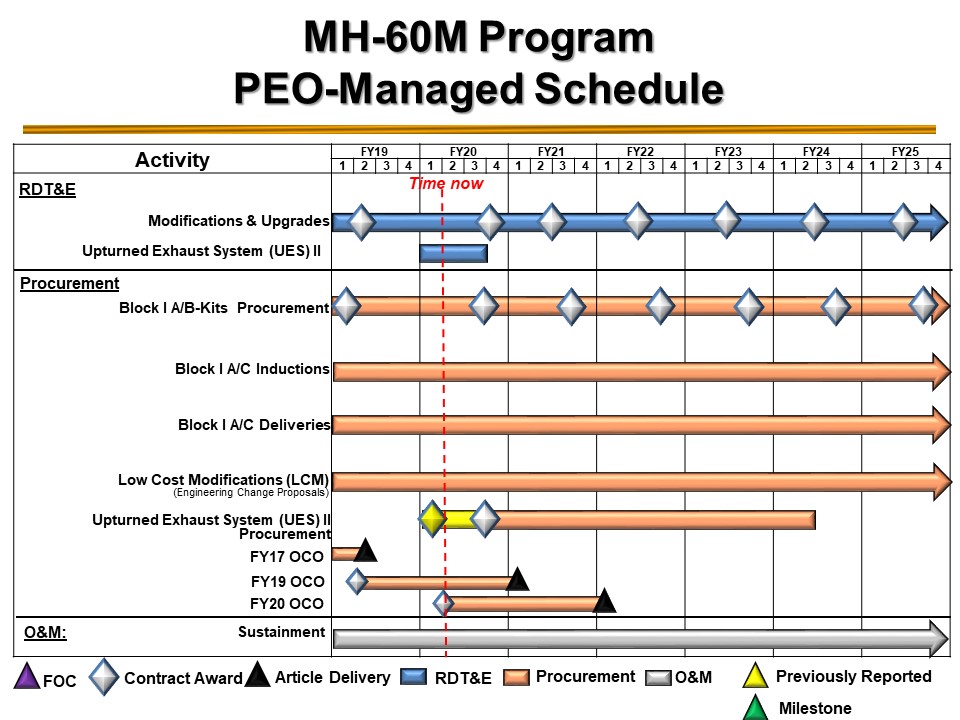 MH-60M Program
PEO-Managed Schedule
Activity
FY19 FY20 FY21 FY22 FY23 FY24 FY25
1 2 3 4 1 2 3 4 1 2 3 4 1 2 3 4 1 2 3 4 1 2 3 4 1 2 3 4
Time now
RDT&E
Modifications & Upgrades
Upturned Exhaust System (UES) II
Procurement
Block I A/B-Kits Procurement
Block I A/C Inductions
Block I A/C Deliveries
Low Cost Modifications (LCM)
(Engineering Change Proposals)
Upturned Exhaust System (UES) II
Procurement
FY17 OCO
FY19 OCO
FY20 OCO
O&M: Sustainment
FOC Contract Award Article Delivery RDT&E Procurement O&M Previously Reported
Milestone